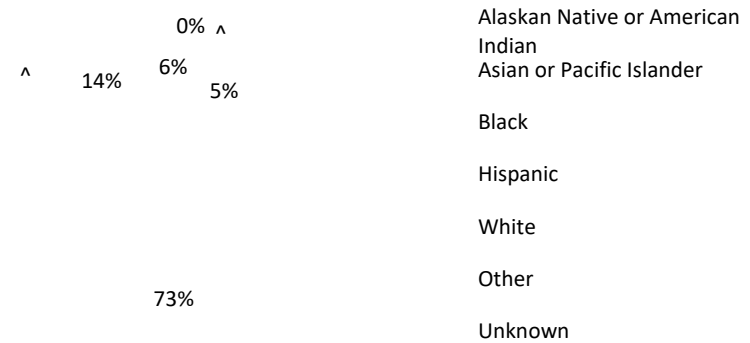 0% ^
^ 14% 6% 5%
73%
Alaskan Native or American
Indian
Asian or Pacific Islander
Black
Hispanic
White
Other
Unknown